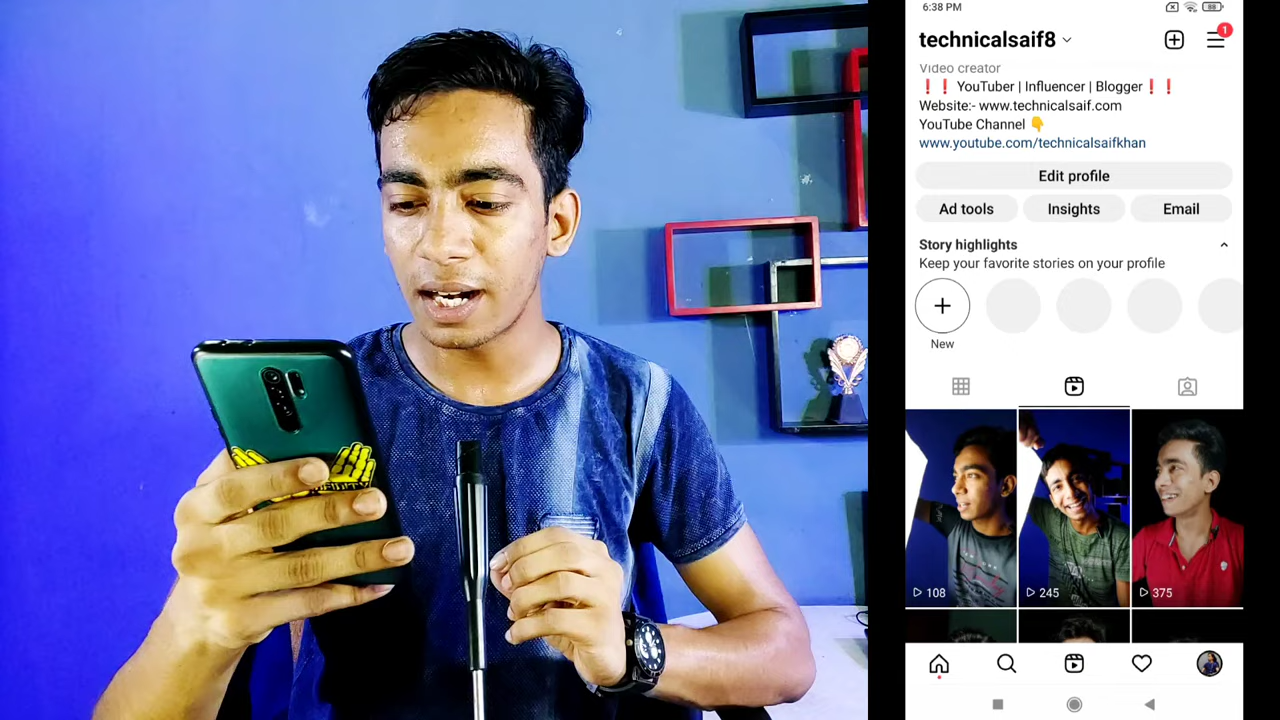 6:38 PM
88
technicalsaif8
1
Video creator
❗❗ YouTuber | Influencer | Blogger ❗❗
Website:- www.technicalsaif.com
YouTube Channel 👇
www.youtube.com/technicalsaifkhan
Edit profile
Ad tools
Insights
Email
Story highlights
Keep your favorite stories on your profile
New
108
245
375